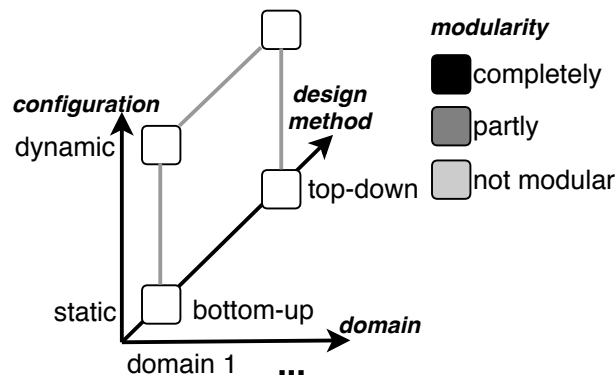 modularity
completely
partly
not modular
configuration
dynamic
static
design
method
top-down
bottom-up
domain
domain 1
...